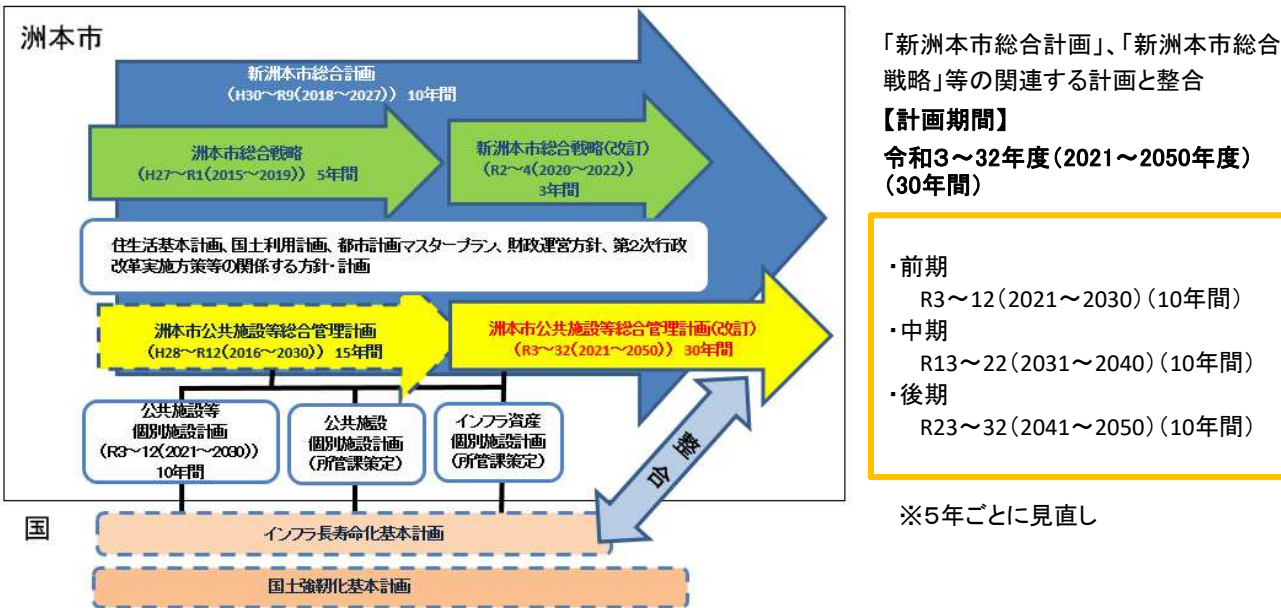 洲本市
新洲本市総合計画
(H30～R9(2018～2027)) 10年間
洲本市総合戦略
(H27～R1(2015～2019)) 5年間
新洲本市総合戦略(改訂)
(R2～4(2020～2022))
3年間
住生活基本計画、国土利用計画、都市計画マスタープラン、財政運営方針、第2次行政
改革実施方策等の関係する方針・計画
洲本市公共施設等総合管理計画
(H28～R12(2016～2030)) 15年間
洲本市公共施設等総合管理計画(改訂)
(R3～32(2021～2050)) 30年間
公共施設等
個別施設計画
(R3～12(2021～2030))
10年間
公共施設
個別施設計画
(所管課策定)
インフラ資産
個別施設計画
(所管課策定)
整合
国
インフラ長寿命化基本計画
国土強靭化基本計画
「新洲本市総合計画」、「新洲本市総合
戦略」等の関連する計画と整合
【計画期間】
令和３～32年度（2021～2050年度）
（30年間）
・前期
R3～12（2021～2030）（10年間）
・中期
R13～22（2031～2040）（10年間）
・後期
R23～32（2041～2050）（10年間）
※５年ごとに見直し